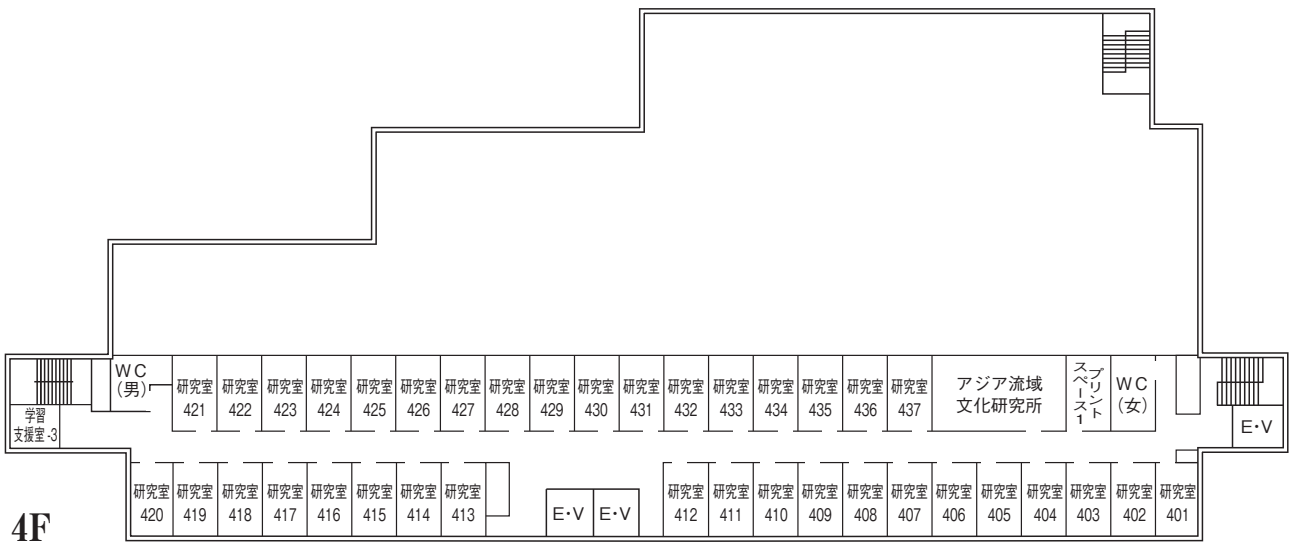 WC
(男)
研究室
421
研究室
422
研究室
423
研究室
424
研究室
425
研究室
426
研究室
427
研究室
428
研究室
429
研究室
430
研究室
431
研究室
432
研究室
433
研究室
434
研究室
435
研究室
436
研究室
437
アジア流域
文化研究所
プリント
スペース1
WC
(女)
学習
支援室-3
E・V
研究室
420
研究室
419
研究室
418
研究室
417
研究室
416
研究室
415
研究室
414
研究室
413
E・V
E・V
研究室
412
研究室
411
研究室
410
研究室
409
研究室
408
研究室
407
研究室
406
研究室
405
研究室
404
研究室
403
研究室
402
研究室
401
4F